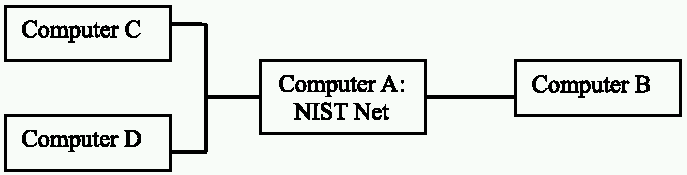 Computer C
Computer A:
NIST Net
Computer B
Computer D